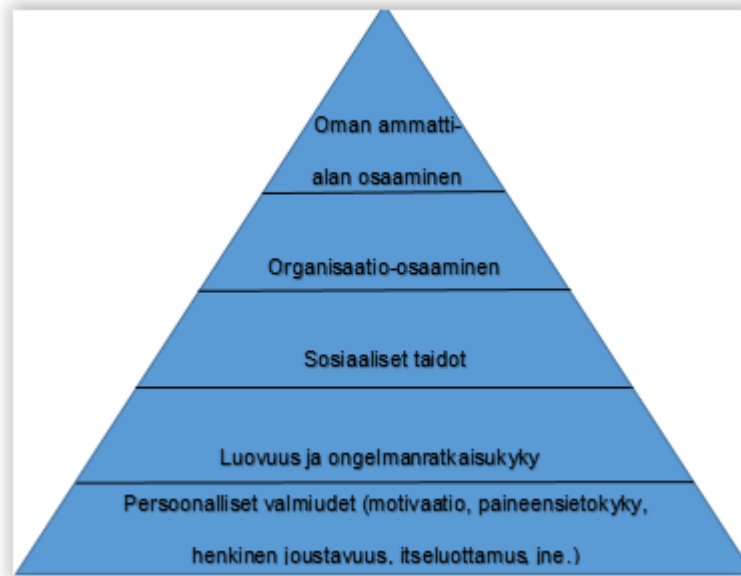 Oman ammatti-
alan osaaminen
Organisaatio-osaaminen
Sosiaaliset taidot
Luovuus ja ongelmanratkaisukyky
Persoonalliset valmiudet (motivaatio, paineensietokyky,
henkinen joustavuus, itseluottamus, jne.)